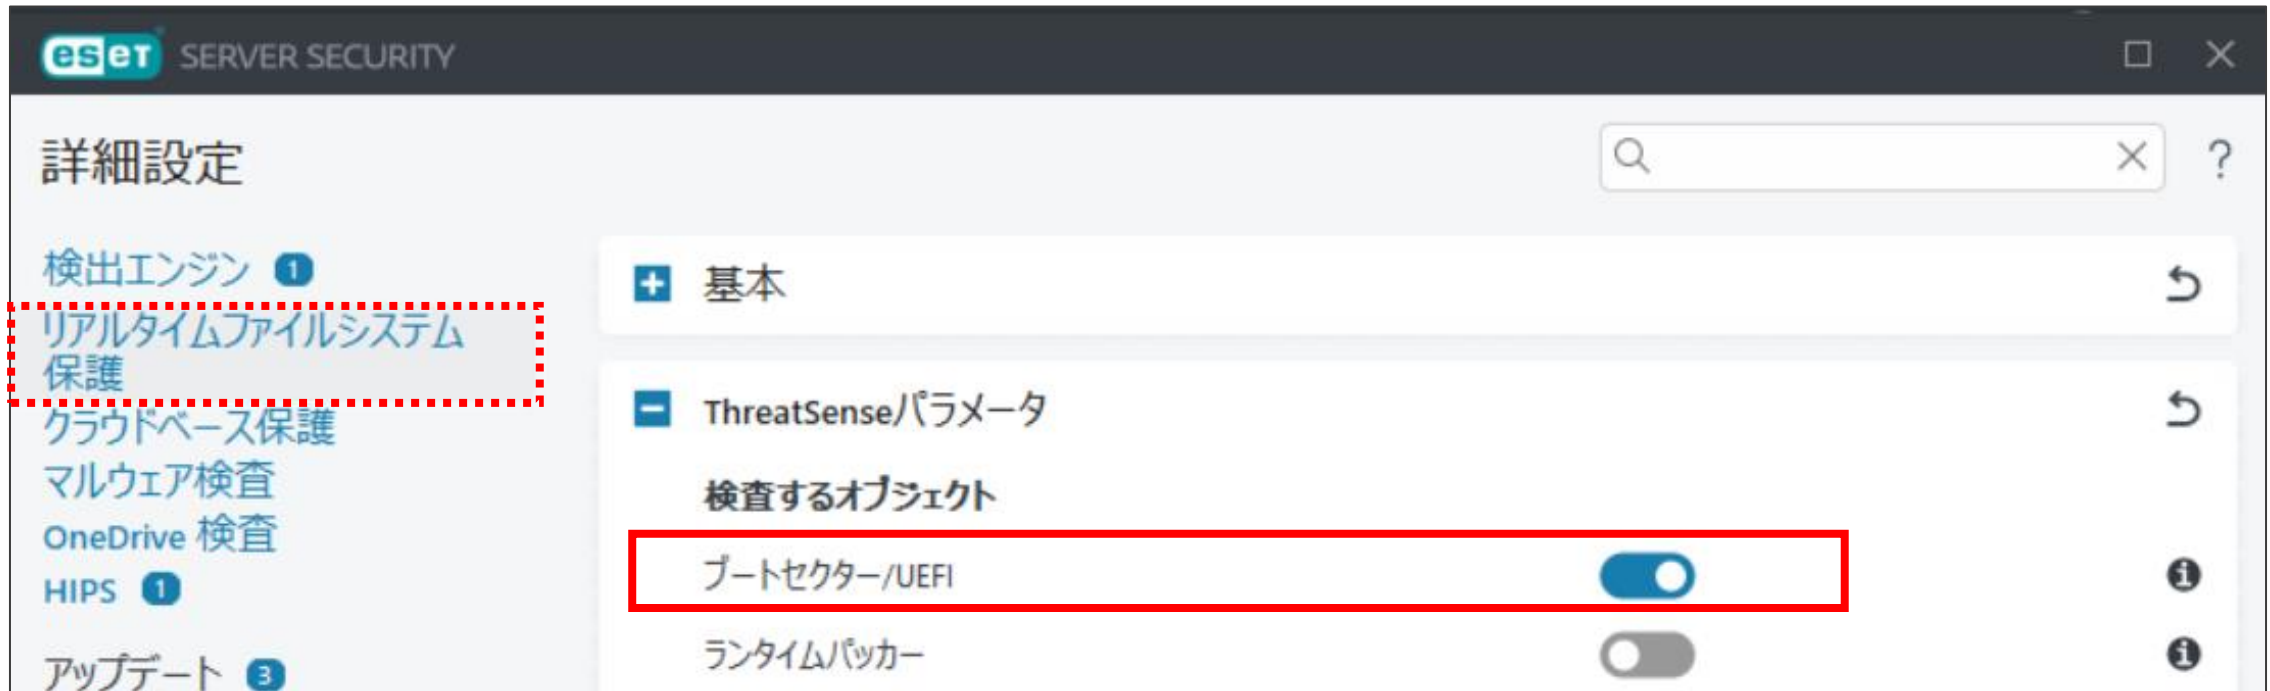 eset SERVER SECURITY
詳細設定
?
検出エンジン 1
リアルタイムファイルシステム
保護
クラウドベース保護
マルウェア検査
OneDrive 検査
HIPS 1
アップデート 3
基本
ThreatSenseパラメータ
検査するオブジェクト
ブートセクター/UEFI
ランタイムパッカー